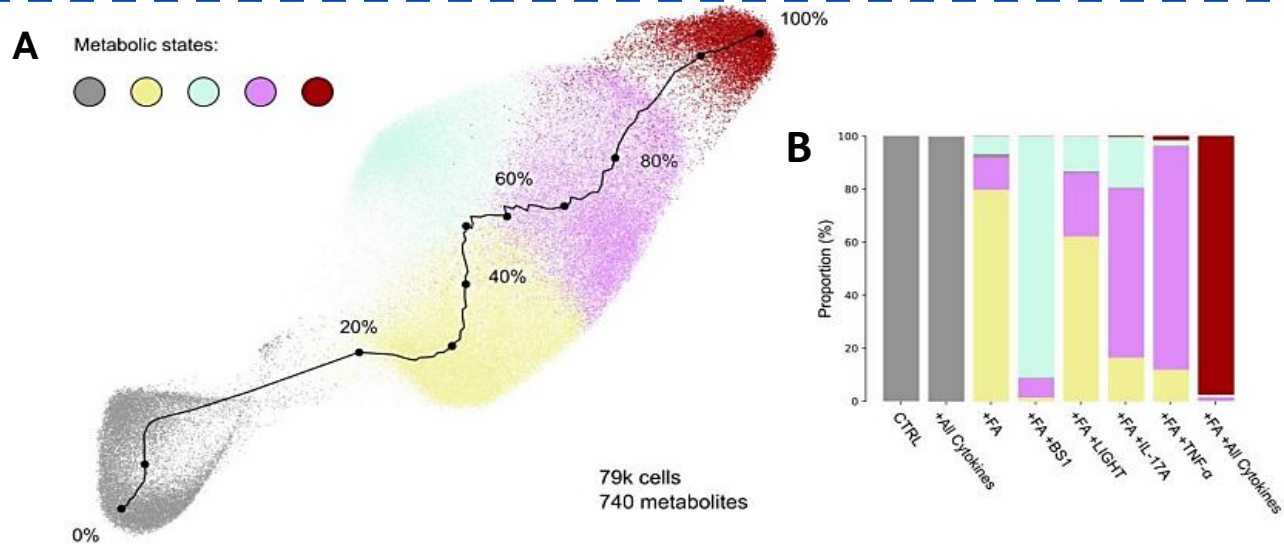 A
Metabolic states:
100%
80%
60%
40%
20%
0%
79k cells
740 metabolites
B
Proportion (%)
100
80
60
40
20
0
CTRL
+All Cytokines
+FA
+FA +BS1
+FA +LIGHT
+FA +IL-17A
+FA +TNF-α
+FA +All Cytokines